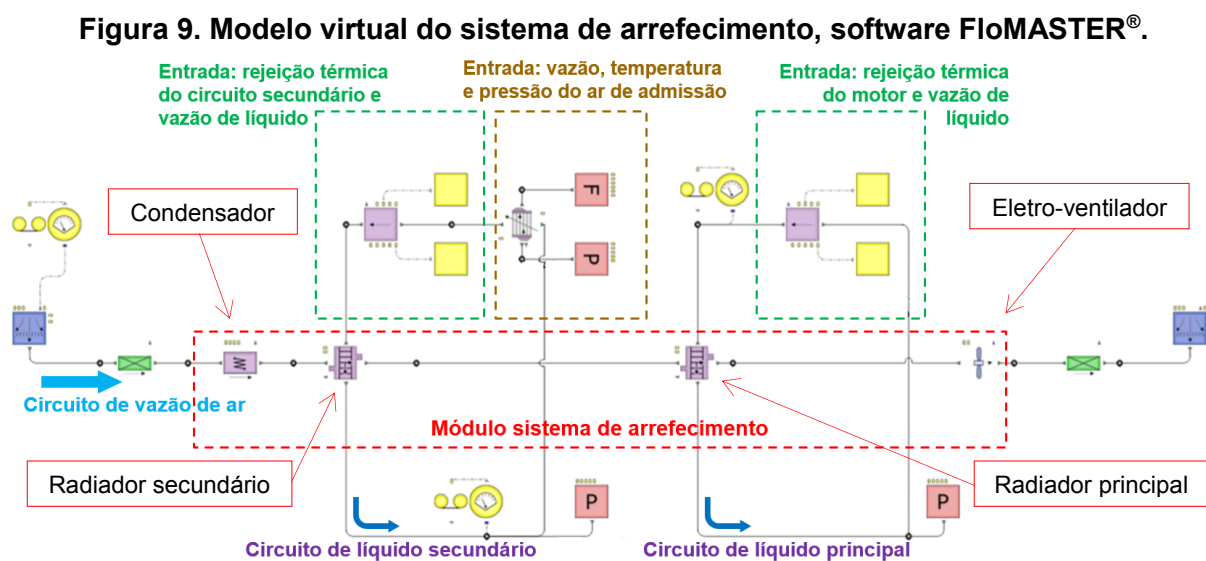 Figura 9. Modelo virtual do sistema de arrefecimento, software FloMASTER®.
Entrada: rejeição térmica
do circuito secundário e
vazão de líquido
Entrada: vazão, temperatura
e pressão do ar de admissão
Entrada: rejeição térmica
do motor e vazão de
líquido
Condensador
Eletro-ventilador
F
P
Circuito de vazão de ar
Módulo sistema de arrefecimento
Radiador secundário
Radiador principal
P
P
Circuito de líquido secundário
Circuito de líquido principal